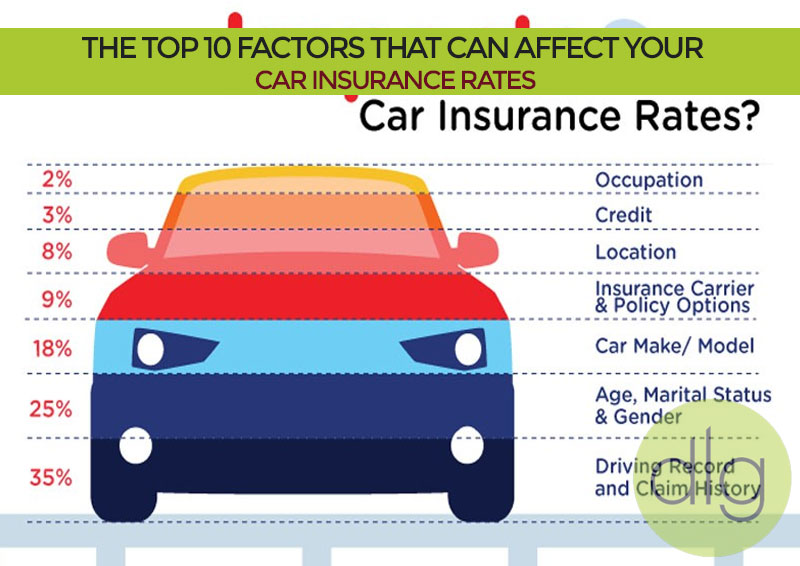 THE TOP 10 FACTORS THAT CAN AFFECT YOUR
CAR INSURANCE RATES
Car Insurance Rates?
2% Occupation
3% Credit
8% Location
9% Insurance Carrier
& Policy Options
18% Car Make/ Model
25% Age, Marital Status
& Gender
35% Driving Record
and Claim History
dlg